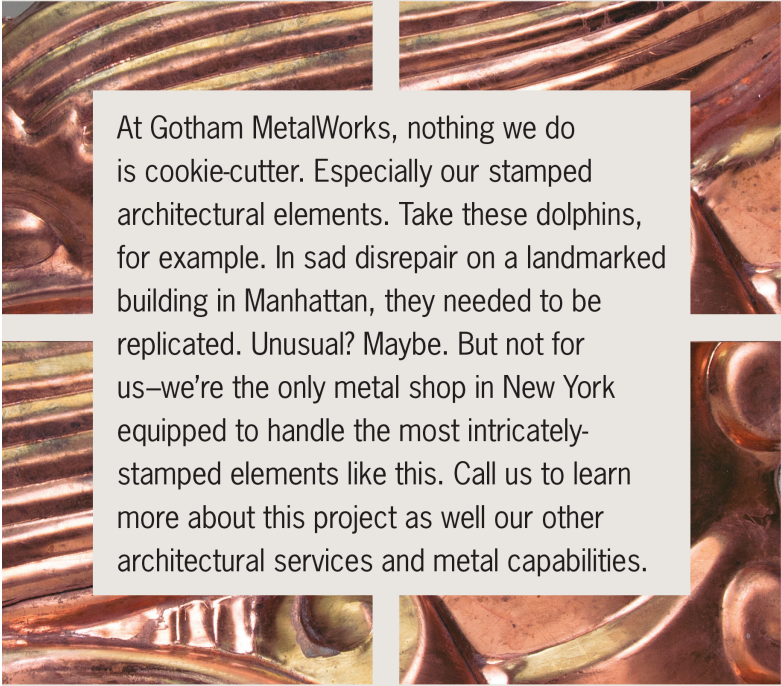 At Gotham MetalWorks, nothing we do
is cookie-cutter. Especially our stamped
architectural elements. Take these dolphins,
for example. In sad disrepair on a landmarked
building in Manhattan, they needed to be
replicated. Unusual? Maybe. But not for
us–we’re the only metal shop in New York
equipped to handle the most intricately-
stamped elements like this. Call us to learn
more about this project as well our other
architectural services and metal capabilities.